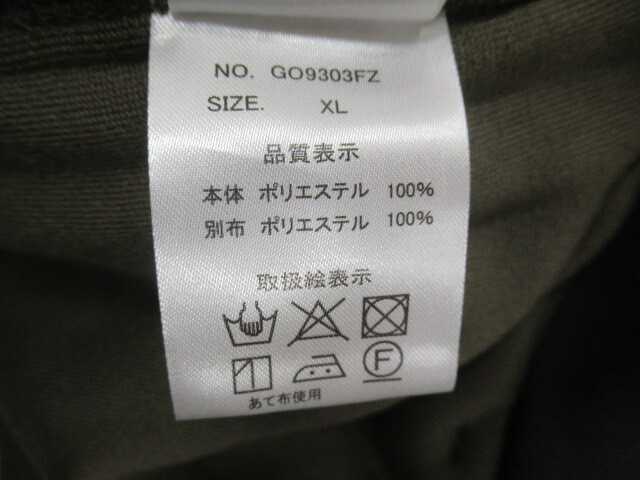 NO. GO9303FZ
SIZE. XL
品質表示
本体 ポリエステル 100%
別布 ポリエステル 100%
取扱絵表示
F
あて布使用